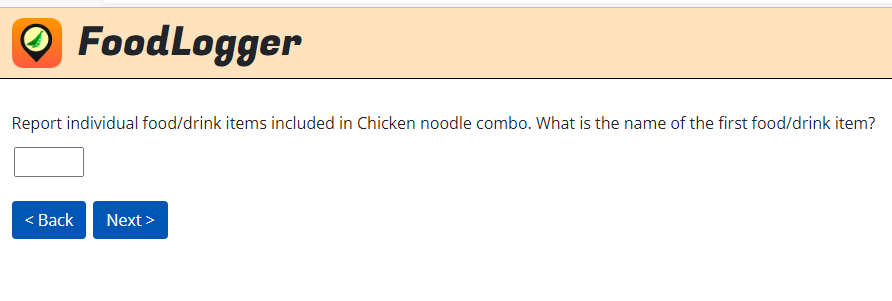 FoodLogger
Report individual food/drink items included in Chicken noodle combo. What is the name of the first food/drink item?
< Back
Next >